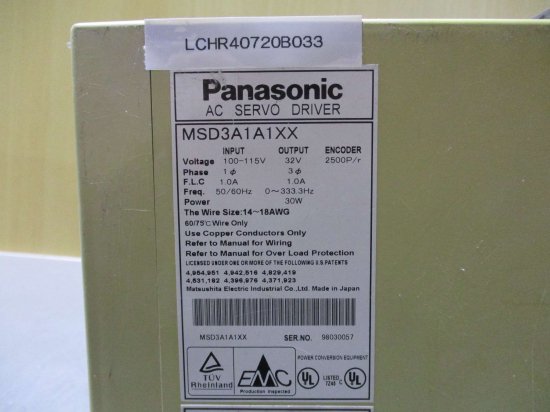 LCHR40720B033
Panasonic
AC SERVO DRIVER
MSD3A1A1XX
INPUT OUTPUT ENCODER
Voltage 100-115V 32V 2500P/r
Phase 1ϕ 3ϕ
F.L.C 1.0A 1.0A
Freq. 50/60Hz 0~333.3Hz
Power 30W
The Wire Size:14~18AWG
60/75℃ Wire Only
Use Copper Conductors Only
Refer to Manual for Wiring
Refer to Manual for Over Load Protection
LICENSED UNDER ONE OR MORE OF THE FOLLOWING U.S. PATENTS
4,954,951 4,942,516 4,829,419
4,531,182 4,396,976 4,371,923
Matsushita Electric Industrial Co.,Ltd. Made in Japan
MSD3A1A1XX SER.NO. 98030057
TÜV
Rheinland
EMC
Production Inspected
POWER CONVERSION EQUIPMENT
UL LISTED C UL